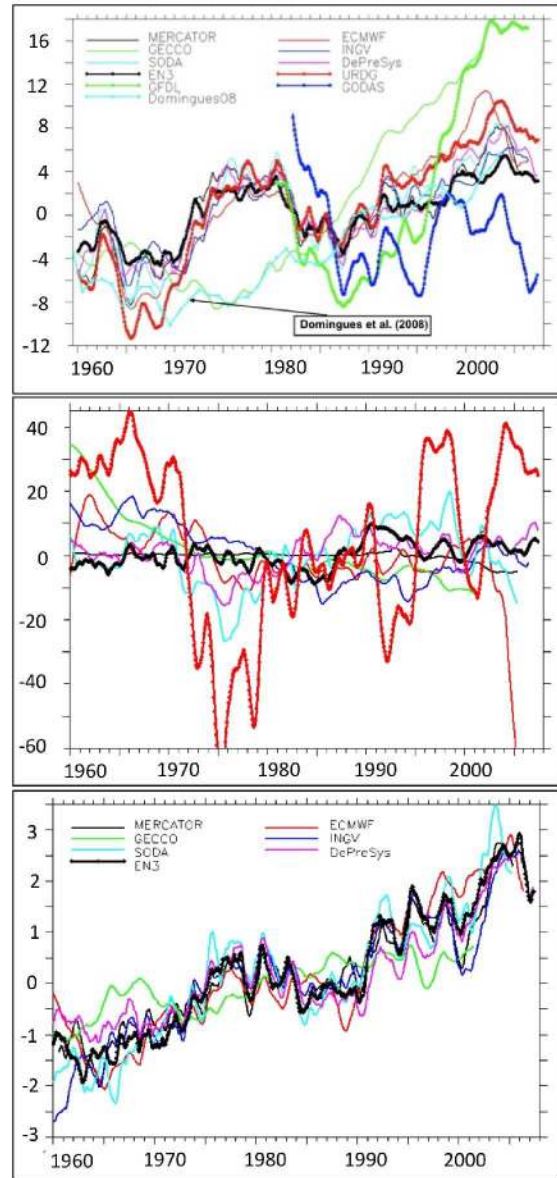 16
12
8
4
0
-4
-8
-12
MERCATOR
GECCO
SODA
EN3
GFDL
Domingues08
ECMWF
INGV
DePreSys
URDG
GODAS
Domingues et al. (2008)
1960 1970 1980 1990 2000
40
20
0
-20
-40
-60
1960 1970 1980 1990 2000
3
2
1
0
-1
-2
-3
MERCATOR
GECCO
SODA
EN3
ECMWF
INGV
DePreSys
1960 1970 1980 1990 2000